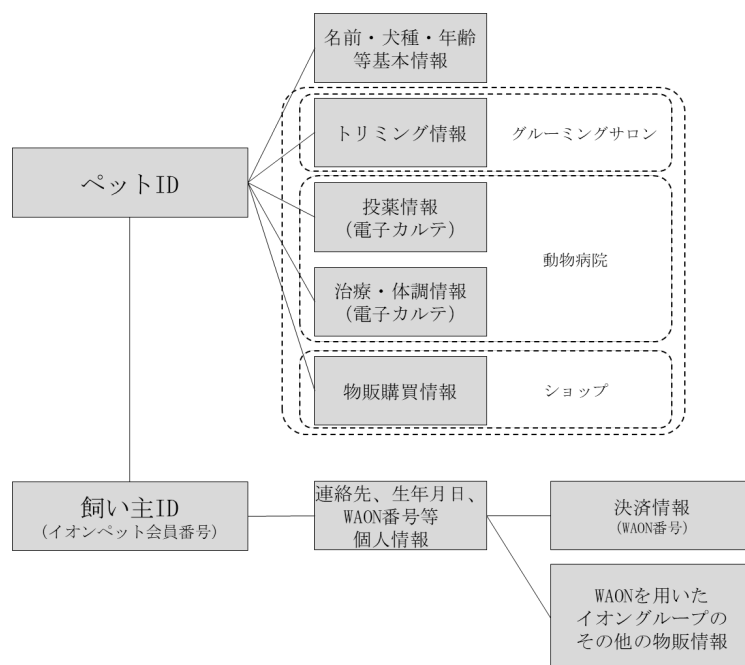 名前・犬種・年齢
等基本情報
トリミング情報
グルーミングサロン
ペットID
投薬情報
(電子カルテ)
動物病院
治療・体調情報
(電子カルテ)
物販購買情報
ショップ
飼い主ID
(イオンペット会員番号)
連絡先、生年月日、
WAON番号等
個人情報
決済情報
(WAON番号)
WAONを用いた
イオングループの
その他の物販情報